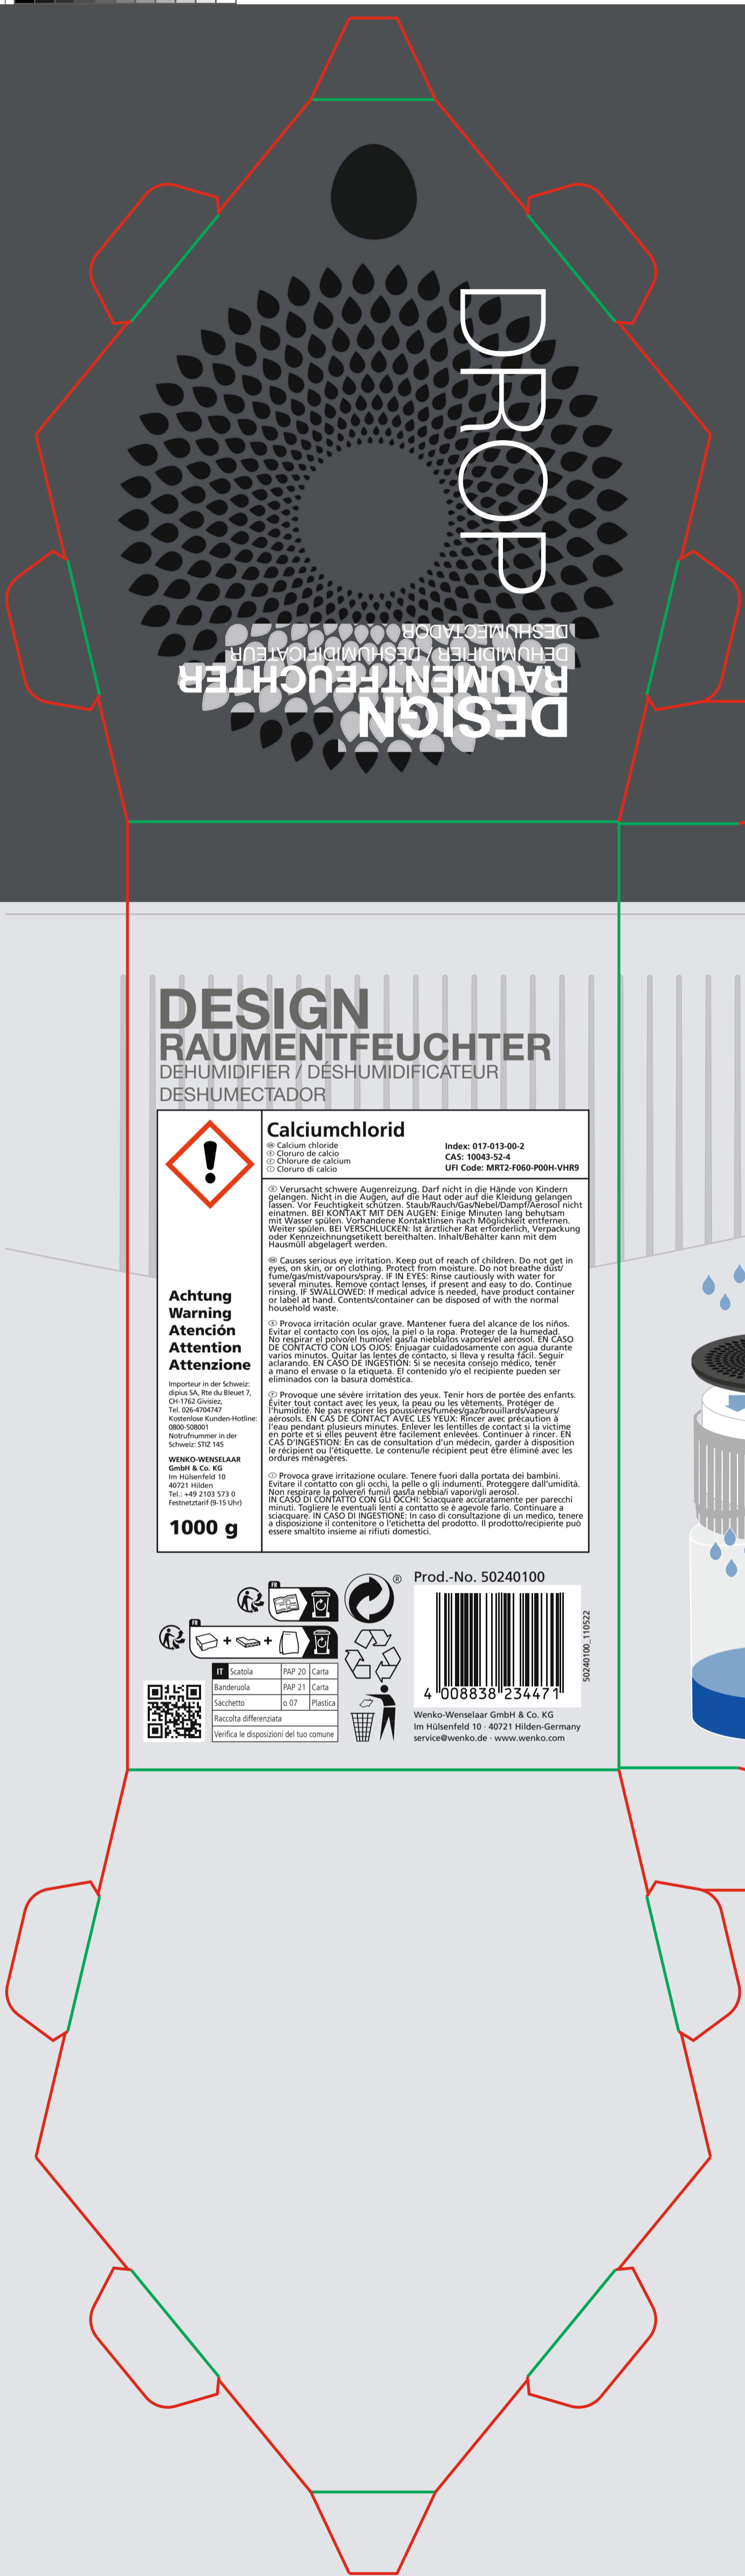 DROP
DESHUMECTADOR
DEHUMIDIFIER / DÉSHUMIDIFICATEUR
RAUMENTFEUCHTER
DESIGN
DESIGN
RAUMENTFEUCHTER
DEHUMIDIFIER / DÉSHUMIDIFICATEUR
DESHUMECTADOR
Achtung
Warning
Atención
Attention
Attenzione
Importeur in der Schweiz:
dipius SA, Rte du Bleuet 7,
CH-1762 Givisiez,
Tel. 026-4704747
Kostenlose Kunden-Hotline:
0800-508001
Notrufnummer in der
Schweiz: STIZ 145
WENKO-WENSELAAR
GmbH & Co. KG
Im Hülsenfeld 10
40721 Hilden
Tel.: +49 2103 573 0
Festnetztarif (9-15 Uhr)
1000 g
Calciumchlorid
GB Calcium chloride
E Cloruro de calcio
F Chlorure de calcium
I Cloruro di calcio
Index: 017-013-00-2
CAS: 10043-52-4
UFI Code: MRT2-F060-P00H-VHR9
D Verursacht schwere Augenreizung. Darf nicht in die Hände von Kindern
gelangen. Nicht in die Augen, auf die Haut oder auf die Kleidung gelangen
lassen. Vor Feuchtigkeit schützen. Staub/Rauch/Gas/Nebel/Dampf/Aerosol nicht
einatmen. BEI KONTAKT MIT DEN AUGEN: Einige Minuten lang behutsam
mit Wasser spülen. Vorhandene Kontaktlinsen nach Möglichkeit entfernen.
Weiter spülen. BEI VERSCHLUCKEN: Ist ärztlicher Rat erforderlich, Verpackung
oder Kennzeichnungsetikett bereithalten. Inhalt/Behälter kann mit dem
Hausmüll abgelagert werden.
GB Causes serious eye irritation. Keep out of reach of children. Do not get in
eyes, on skin, or on clothing. Protect from moisture. Do not breathe dust/
fume/gas/mist/vapours/spray. IF IN EYES: Rinse cautiously with water for
several minutes. Remove contact lenses, if present and easy to do. Continue
rinsing. IF SWALLOWED: If medical advice is needed, have product container
or label at hand. Contents/container can be disposed of with the normal
household waste.
E Provoca irritación ocular grave. Mantener fuera del alcance de los niños.
Evitar el contacto con los ojos, la piel o la ropa. Proteger de la humedad.
No respirar el polvo/el humo/el gas/la niebla/los vapores/el aerosol. EN CASO
DE CONTACTO CON LOS OJOS: Enjuagar cuidadosamente con agua durante
varios minutos. Quitar las lentes de contacto, si lleva y resulta fácil. Seguir
aclarando. EN CASO DE INGESTIÓN: Si se necesita consejo médico, tener
a mano el envase o la etiqueta. El contenido y/o el recipiente pueden ser
eliminados con la basura doméstica.
F Provoque une sévère irritation des yeux. Tenir hors de portée des enfants.
Éviter tout contact avec les yeux, la peau ou les vêtements. Protéger de
l'humidité. Ne pas respirer les poussières/fumées/gaz/brouillards/vapeurs/
aérosols. EN CAS DE CONTACT AVEC LES YEUX: Rincer avec précaution à
l'eau pendant plusieurs minutes. Enlever les lentilles de contact si la victime
en porte et si elles peuvent être facilement enlevées. Continuer à rincer. EN
CAS D'INGESTION: En cas de consultation d'un médecin, garder à disposition
le récipient ou l'étiquette. Le contenu/le récipient peut être éliminé avec les
ordures ménagères.
I Provoca grave irritazione oculare. Tenere fuori dalla portata dei bambini.
Evitare il contatto con gli occhi, la pelle o gli indumenti. Proteggere dall'umidità.
Non respirare la polvere/i fumi/i gas/la nebbia/i vapori/gli aerosol.
IN CASO DI CONTATTO CON GLI OCCHI: Sciacquare accuratamente per parecchi
minuti. Togliere le eventuali lenti a contatto se è agevole farlo. Continuare a
sciacquare. IN CASO DI INGESTIONE: In caso di consultazione di un medico, tenere
a disposizione il contenitore o l'etichetta del prodotto. Il prodotto/recipiente può
essere smaltito insieme ai rifiuti domestici.
FR
FR
®
IT Scatola PAP 20 Carta
Banderuola PAP 21 Carta
Sacchetto o 07 Plastica
Raccolta differenziata
Verifica le disposizioni del tuo comune
Prod.-No. 50240100
4 008838 234471
50240100_110522
Wenko-Wenselaar GmbH & Co. KG
Im Hülsenfeld 10 · 40721 Hilden-Germany
service@wenko.de · www.wenko.com